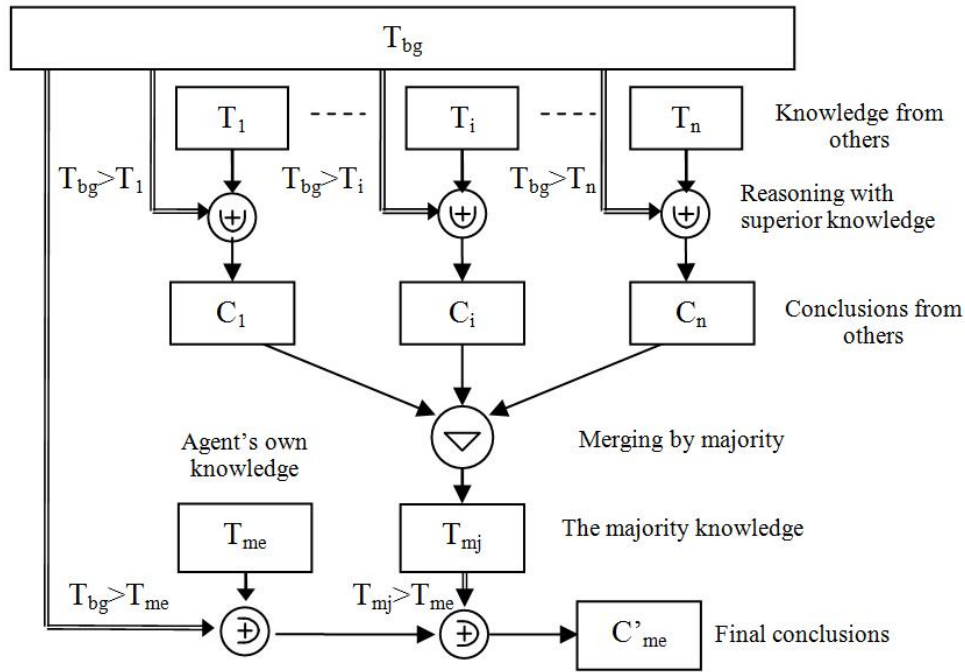 T_bg
T_1
T_i
T_n
Knowledge from
others
T_bg>T_1
T_bg>T_i
T_bg>T_n
Reasoning with
superior knowledge
C_1
C_i
C_n
Conclusions from
others
Agent’s own
knowledge
Merging by majority
T_me
T_mj
The majority knowledge
T_bg>T_me
T_mj>T_me
C’_me
Final conclusions